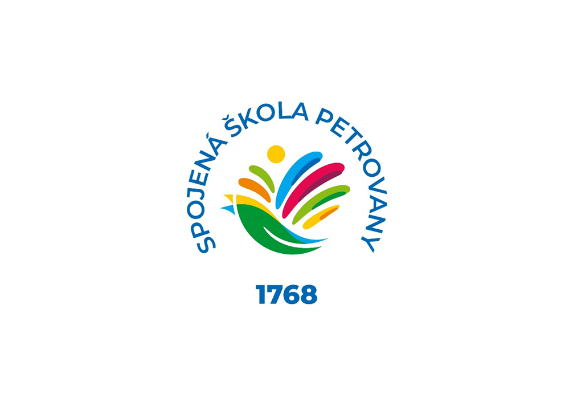 SPOJENÁ ŠKOLA PETROVANY
1768